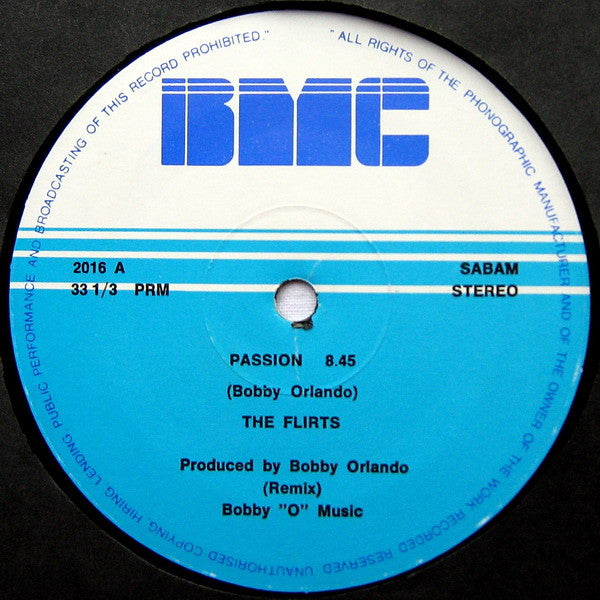 "ALL RIGHTS OF THE PHONOGRAPHIC MANUFACTURER AND OF THE OWNER OF THE WORK RECORDED RESERVED UNAUTHORISED COPYING HIRING LENDING PUBLIC PERFORMANCE AND BROADCASTING OF THIS RECORD PROHIBITED."
BMC
2016 A
SABAM
33 1/3 PRM
STEREO
PASSION 8.45
(Bobby Orlando)
THE FLIRTS
Produced by Bobby Orlando
(Remix)
Bobby "O" Music